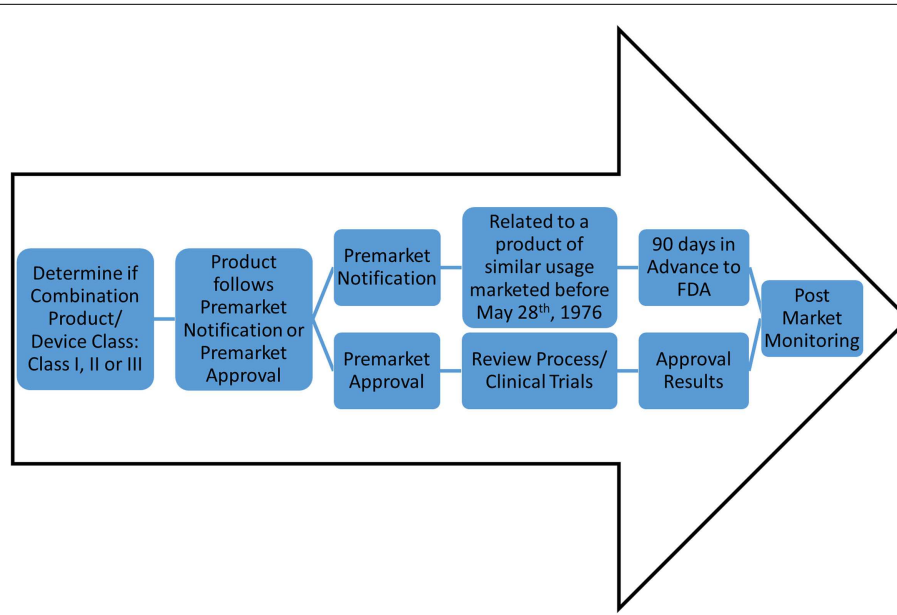 Determine if
Combination
Product/
Device Class:
Class I, II or III
Product
follows
Premarket
Notification or
Premarket
Approval
Premarket
Notification
Related to a
product of
similar usage
marketed before
May 28th, 1976
90 days in
Advance to
FDA
Premarket
Approval
Review Process/
Clinical Trials
Approval
Results
Post
Market
Monitoring